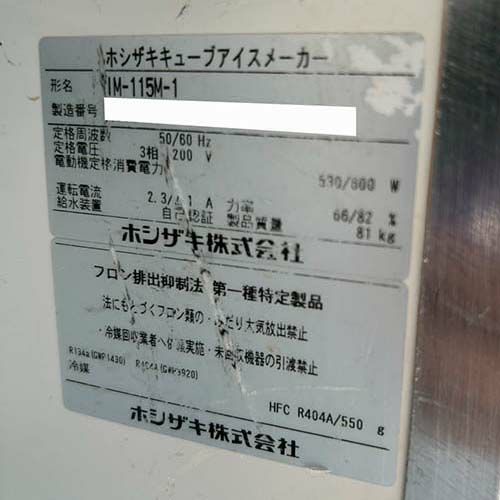 ホシザキキューブアイスメーカー
形名 IM-115M-1
製造番号
定格周波数 50/60 Hz
定格電圧 3相 200 V
電動機定格消費電力 530/600 W
運転電流 2.3/ 1 A 力率 66/82 %
給水装置 自己認証 製品質量 81 kg
ホシザキ株式会社
フロン排出抑制法 第一種特定製品
法にもとづくフロン類の だり大気放出禁止
・冷媒回収業者へ 実施・未回収機器の引渡禁止
R134a(GWP1430) R404A(GWP3920)
冷媒 HFC R404A/550 g
ホシザキ株式会社